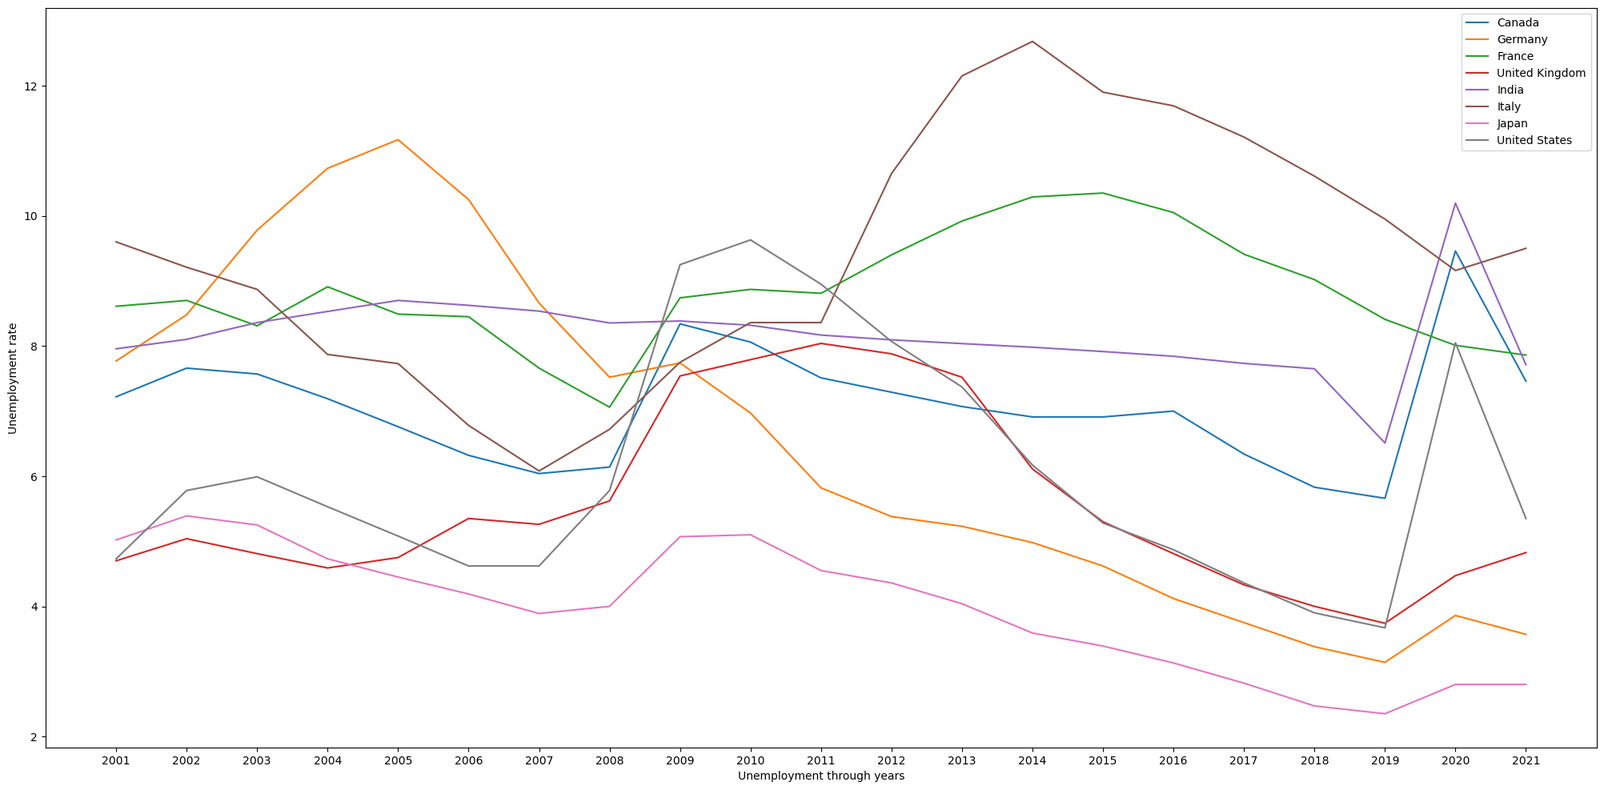 Canada
Germany
France
United Kingdom
India
Italy
Japan
United States
Unemployment rate
12
10
8
6
4
2
2001 2002 2003 2004 2005 2006 2007 2008 2009 2010 2011 2012 2013 2014 2015 2016 2017 2018 2019 2020 2021
Unemployment through years